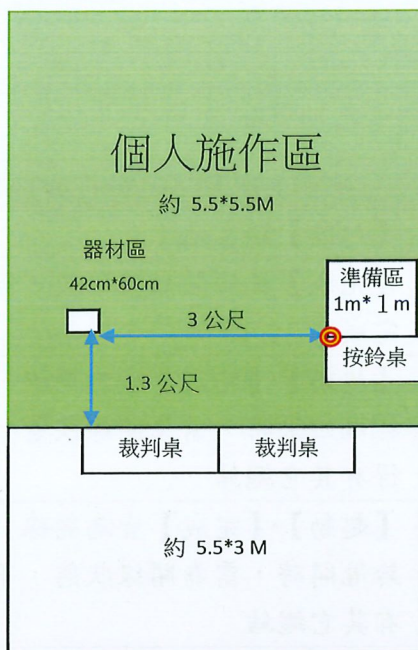 個人施作區
約 5.5*5.5M
器材區
42cm*60cm
準備區
1m* 1 m
3 公尺
按鈴桌
1.3 公尺
裁判桌
裁判桌
約 5.5*3 M